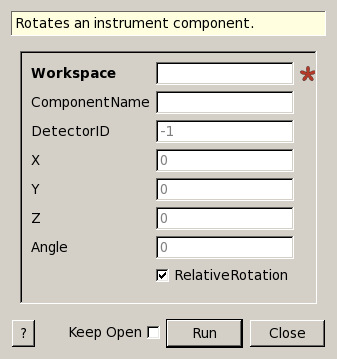 Rotates an instrument component.
Workspace
ComponentName
DetectorID -1
X 0
Y 0
Z 0
Angle 0
RelativeRotation
? Keep Open Run Close